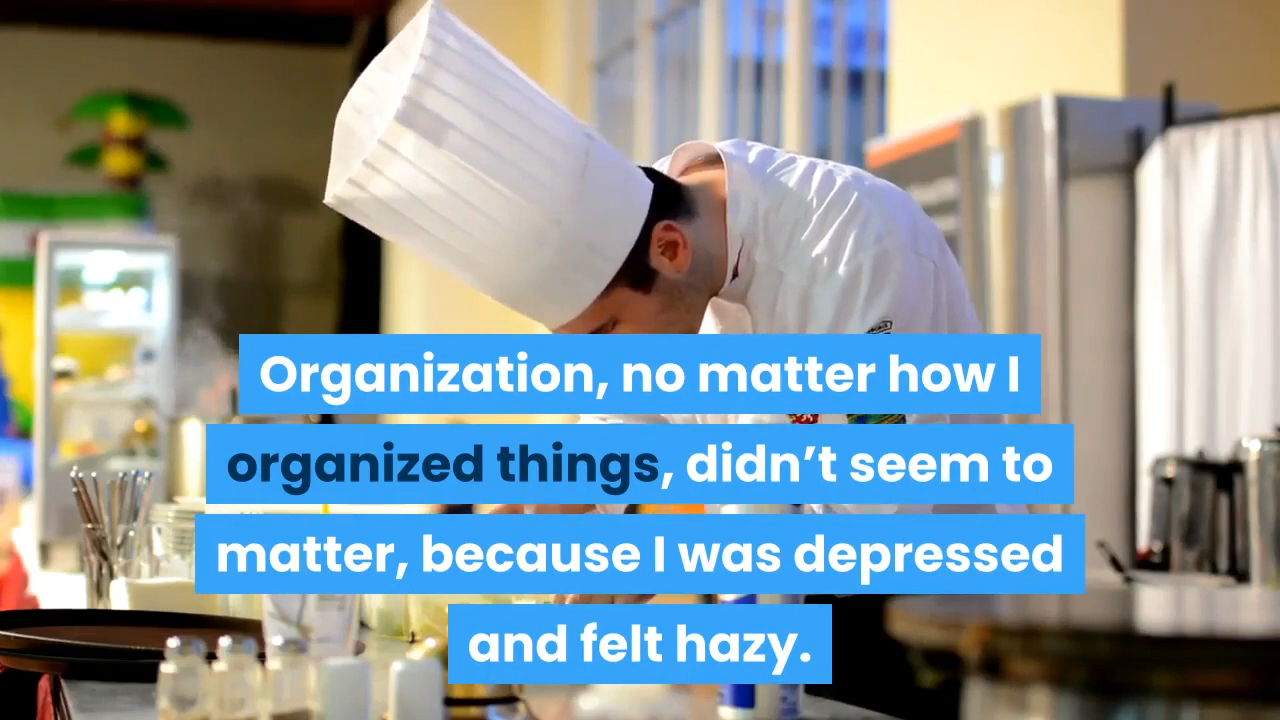 Organization, no matter how I
organized things, didn’t seem to
matter, because I was depressed
and felt hazy.